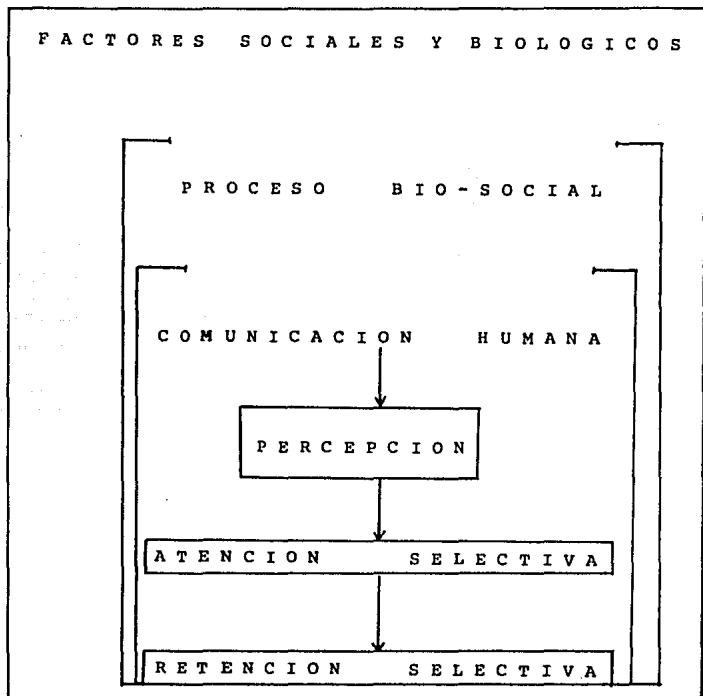 FACTORES SOCIALES Y BIOLOGICOS
PROCESO BIO-SOCIAL
COMUNICACION HUMANA
PERCEPCION
ATENCION SELECTIVA
RETENCION SELECTIVA